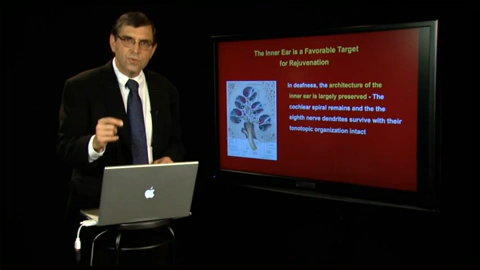 The Inner Ear is a Favorable Target
for Rejuvenation
In deafness, the architecture of the
inner ear is largely preserved - The
cochlear spiral remains and the the
eighth nerve dendrites survive with their
tonotopic organization intact